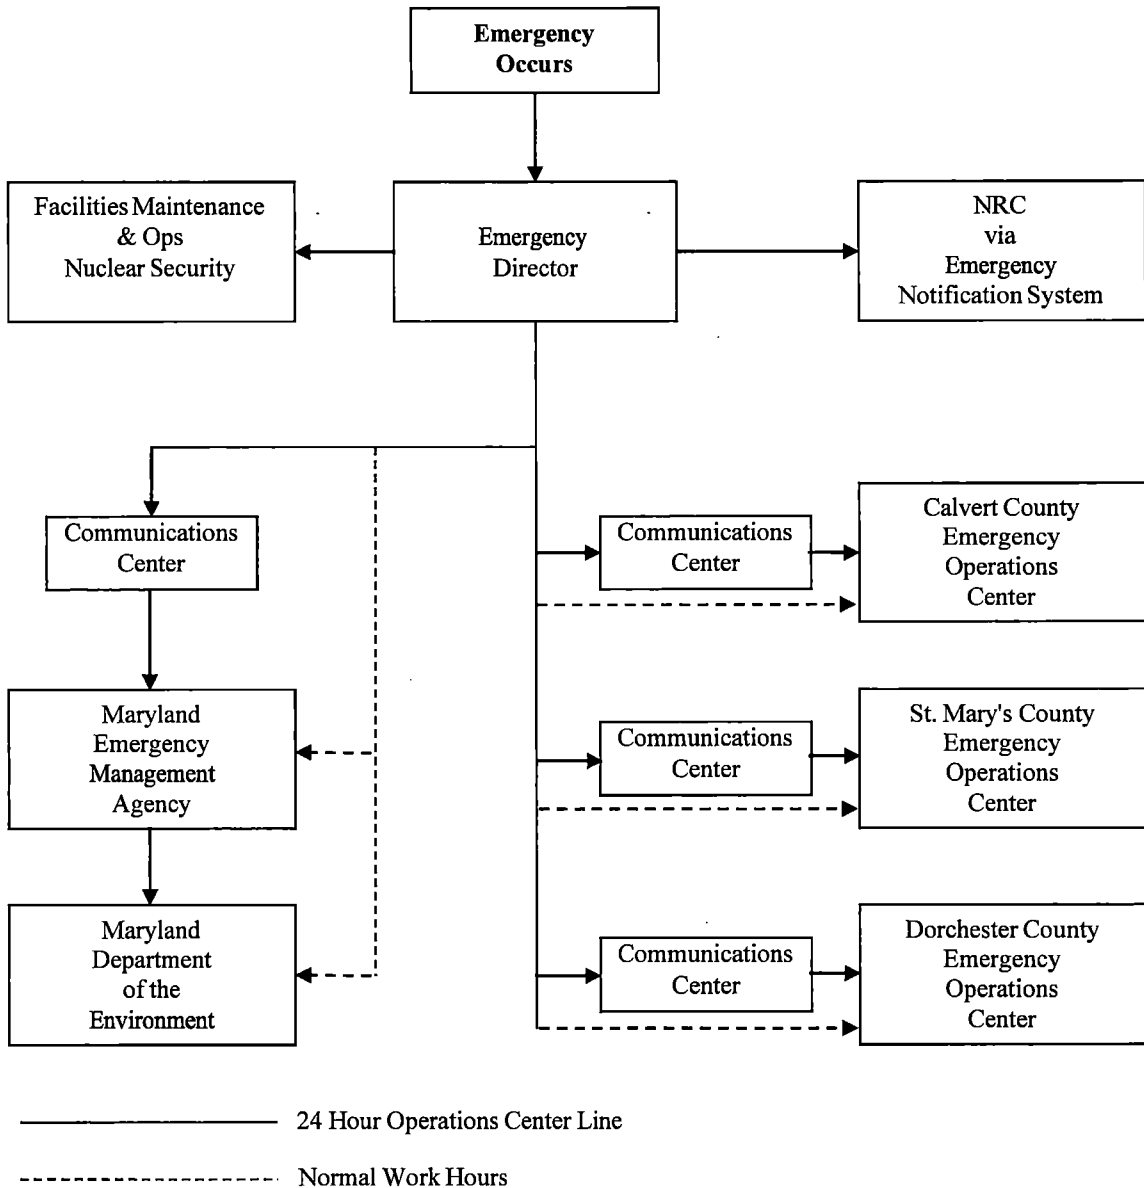 Emergency
Occurs
Facilities Maintenance
& Ops
Nuclear Security
Emergency
Director
NRC
via
Emergency
Notification System
Communications
Center
Communications
Center
Calvert County
Emergency
Operations
Center
Maryland
Emergency
Management
Agency
Communications
Center
St. Mary's County
Emergency
Operations
Center
Maryland
Department
of the
Environment
Communications
Center
Dorchester County
Emergency
Operations
Center
24 Hour Operations Center Line
Normal Work Hours